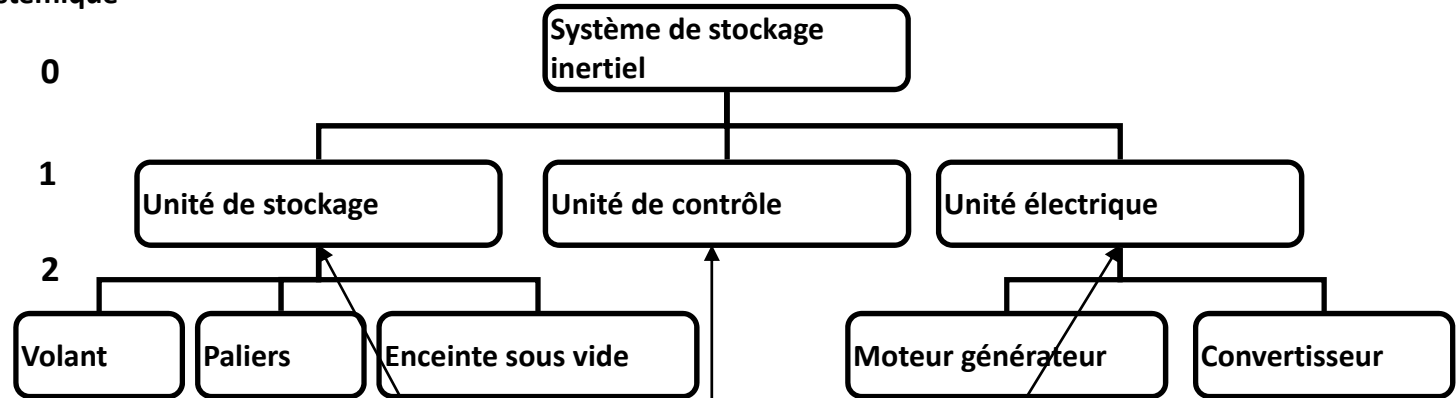 Système de stockage
inertiel
0
1
Unité de stockage
Unité de contrôle
Unité électrique
2
Volant
Paliers
Enceinte sous vide
Moteur générateur
Convertisseur